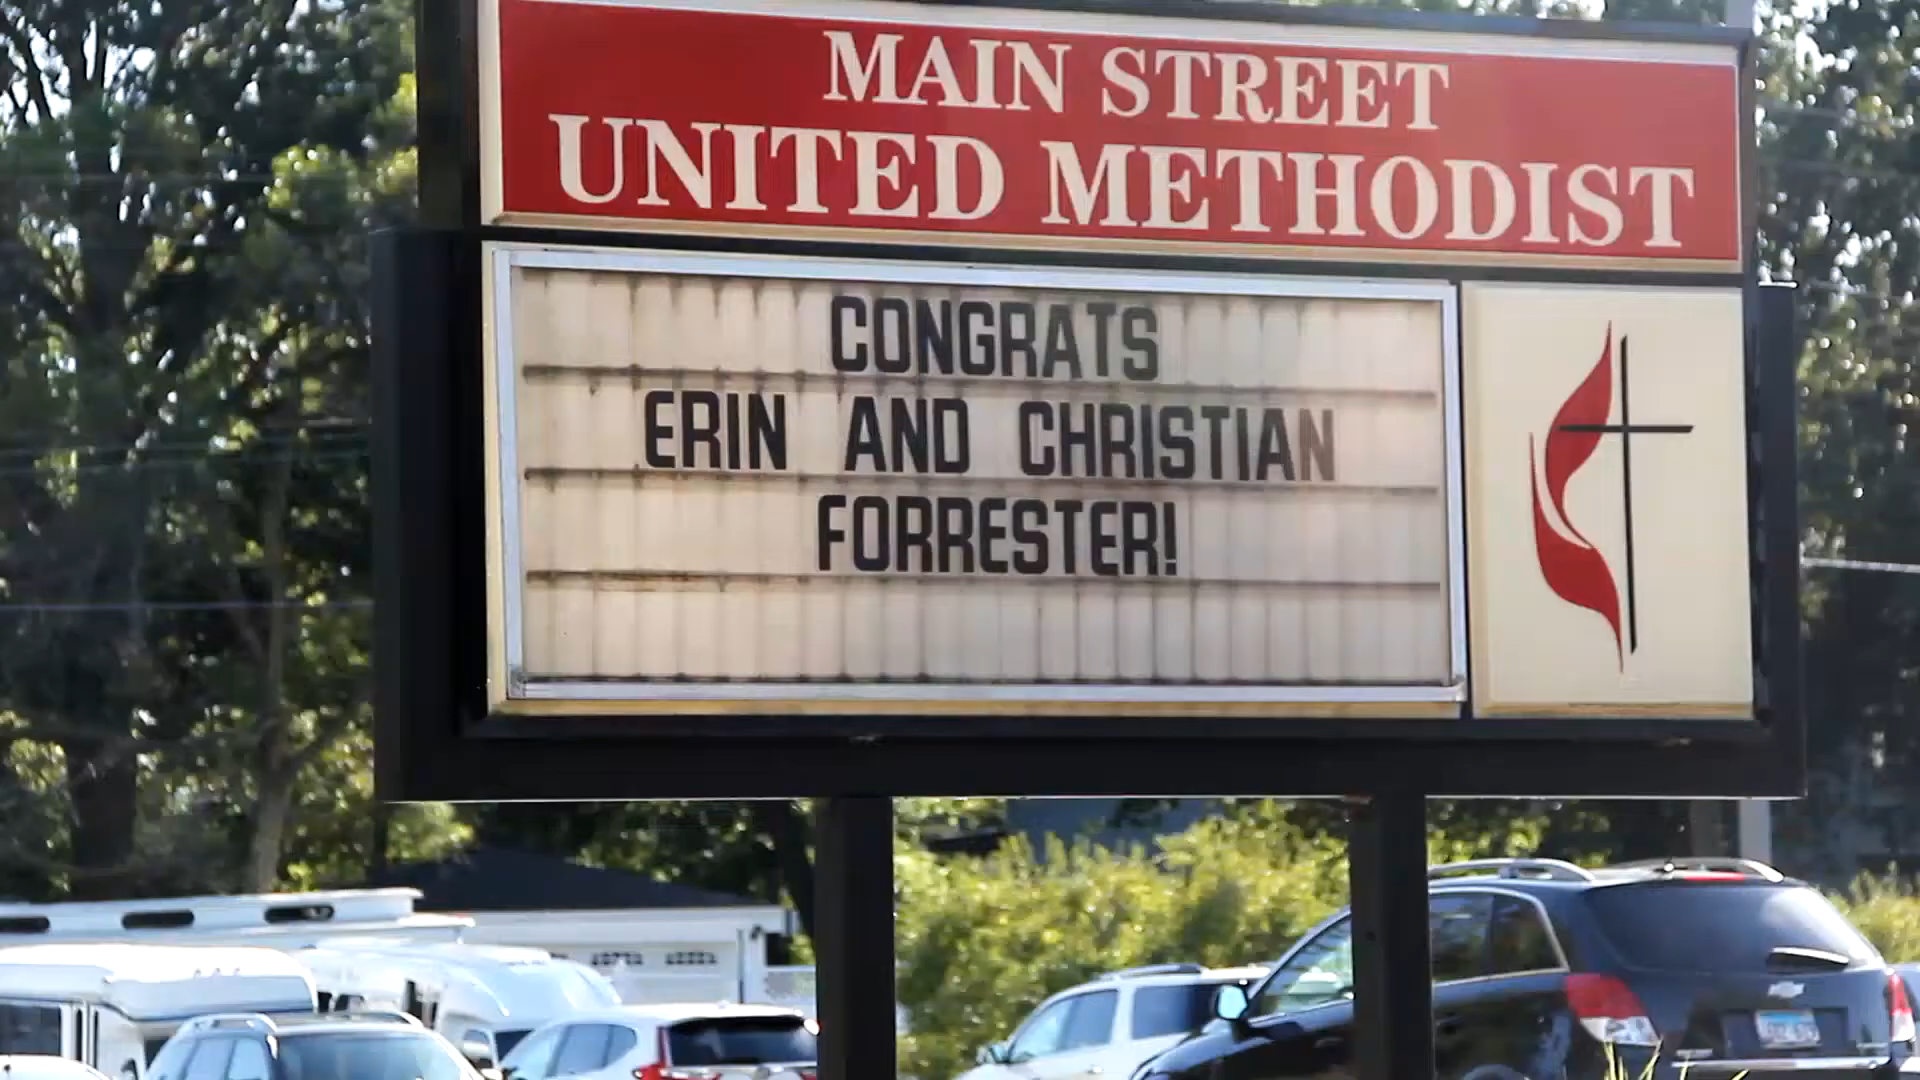 MAIN STREET
UNITED METHODIST
CONGRATS
ERIN AND CHRISTIAN
FORRESTER!